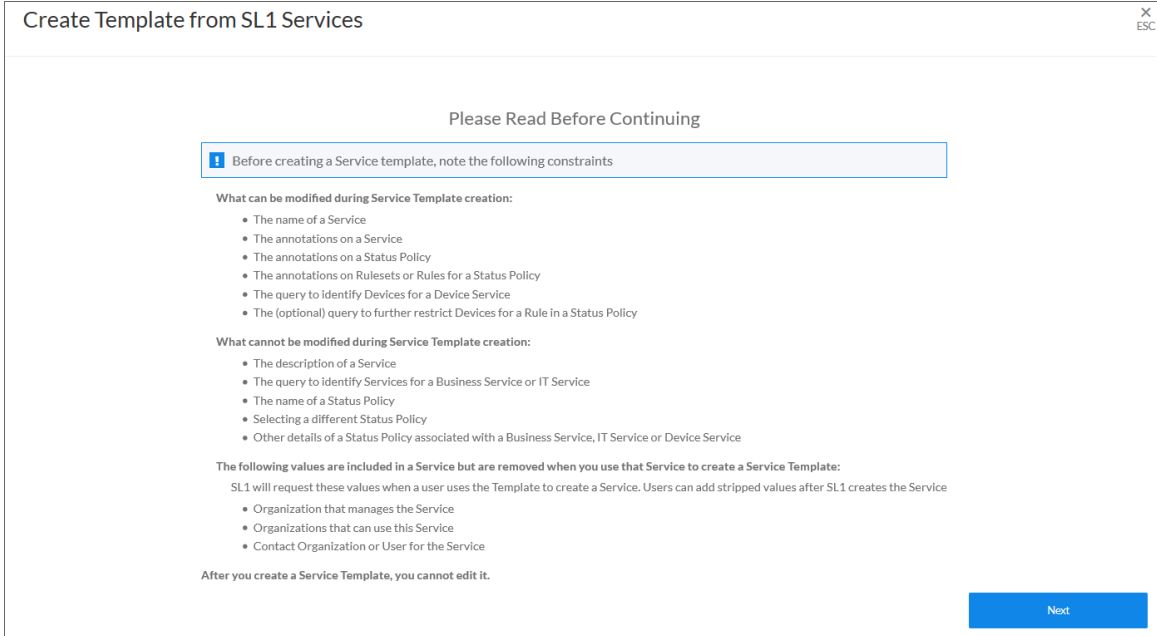 Create Template from SL1 Services
✕
ESC
Please Read Before Continuing
! Before creating a Service template, note the following constraints
What can be modified during Service Template creation:
• The name of a Service
• The annotations on a Service
• The annotations on a Status Policy
• The annotations on Rulesets or Rules for a Status Policy
• The query to identify Devices for a Device Service
• The (optional) query to further restrict Devices for a Rule in a Status Policy
What cannot be modified during Service Template creation:
• The description of a Service
• The query to identify Services for a Business Service or IT Service
• The name of a Status Policy
• Selecting a different Status Policy
• Other details of a Status Policy associated with a Business Service, IT Service or Device Service
The following values are included in a Service but are removed when you use that Service to create a Service Template:
SL1 will request these values when a user uses the Template to create a Service. Users can add stripped values after SL1 creates the Service
• Organization that manages the Service
• Organizations that can use this Service
• Contact Organization or User for the Service
After you create a Service Template, you cannot edit it.
Next